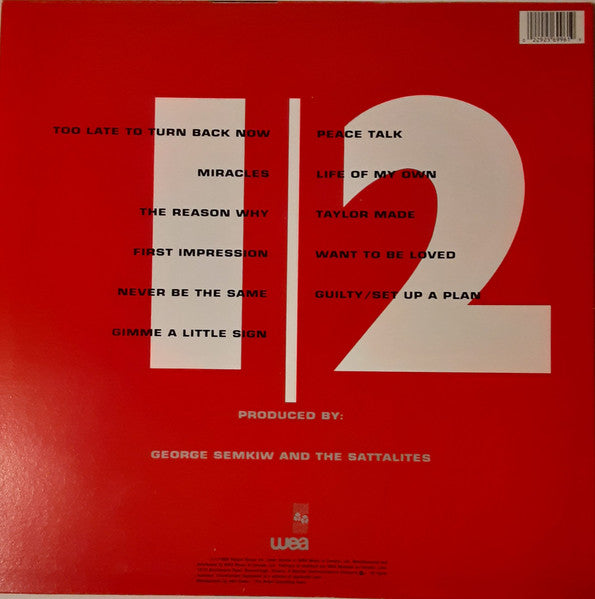 1 2
TOO LATE TO TURN BACK NOW
MIRACLES
THE REASON WHY
FIRST IMPRESSION
NEVER BE THE SAME
GIMME A LITTLE SIGN
PEACE TALK
LIFE OF MY OWN
TAYLOR MADE
WANT TO BE LOVED
GUILTY/SET UP A PLAN
PRODUCED BY:
GEORGE SEMKIW AND THE SATTALITES
wea